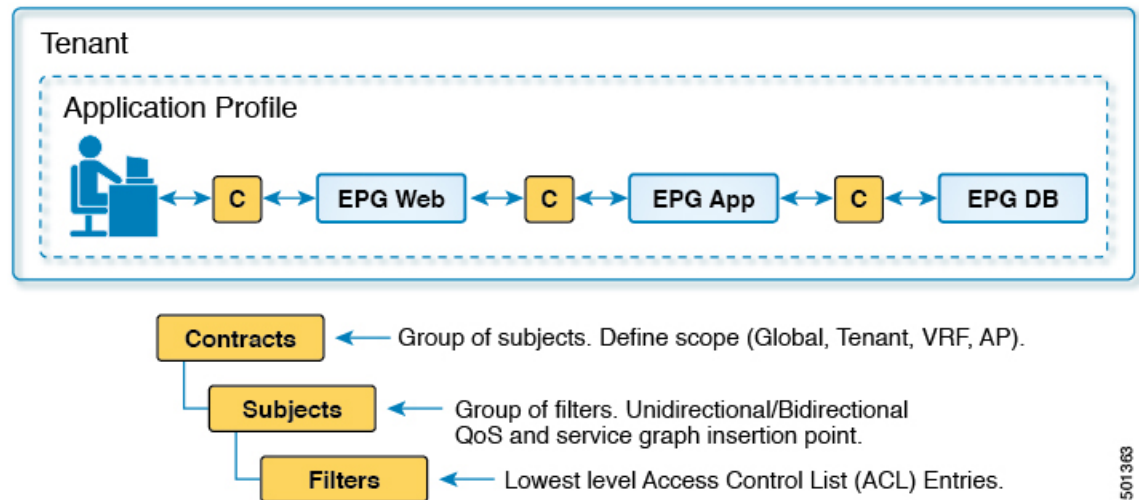 Tenant
Application Profile
C
EPG Web
C
EPG App
C
EPG DB
Contracts
Group of subjects. Define scope (Global, Tenant, VRF, AP).
Subjects
Group of filters. Unidirectional/Bidirectional
QoS and service graph insertion point.
Filters
Lowest level Access Control List (ACL) Entries.
501363